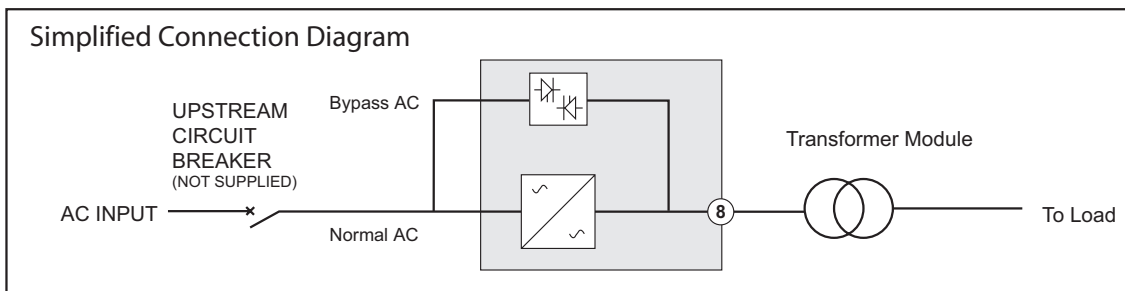 Simplified Connection Diagram
Bypass AC
UPSTREAM
CIRCUIT
BREAKER
(NOT SUPPLIED)
Transformer Module
AC INPUT
8
To Load
Normal AC